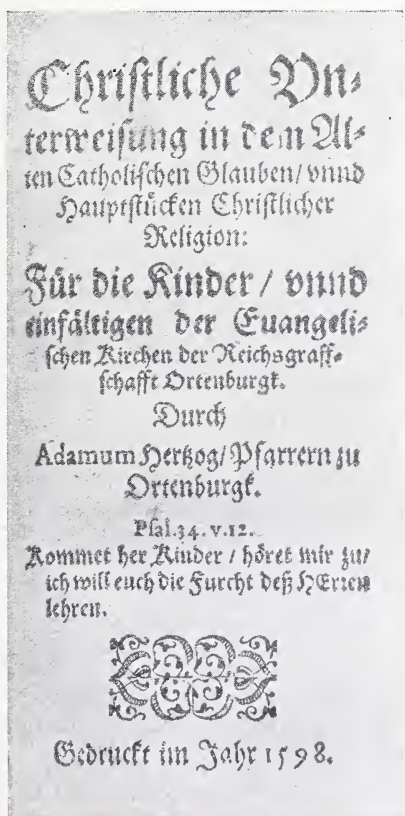 Chriſtliche Vn⸗
terweiſung in dem Al⸗
ten Catholiſchen Glauben/ vnnd
Hauptſtücken Chriſtlicher
Religion:
Für die Kinder / vnnd
einfältigen der Euangeli⸗
ſchen Kirchen der Reichsgraff⸗
ſchafft Ortenburgk.
Durch
Adamum Hertzog/ Pfarrern zu
Ortenburgk.
Pſal.34. v.12.
Kommet her Kinder / höret mir zu/
ich will euch die Furcht deß HErren
lehren.
Gedruckt im Jahr 1598.